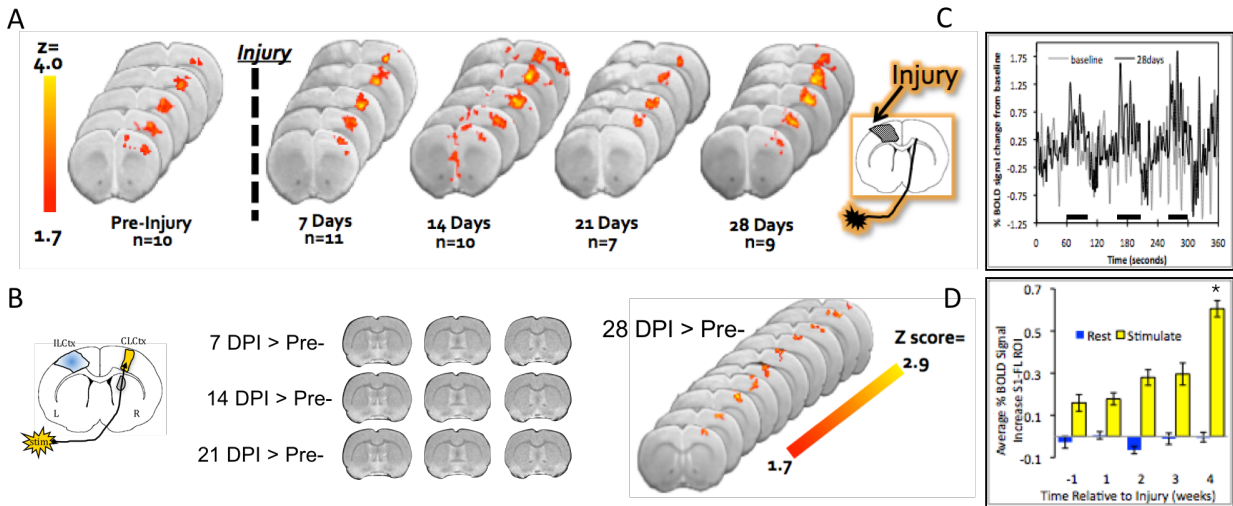 A
z=
4.0
1.7
Injury
Pre-Injury
n=10
7 Days
n=11
14 Days
n=10
21 Days
n=7
28 Days
n=9
Injury
C
% BOLD signal change from baseline
baseline
28days
1.75
1.25
0.75
0.25
-0.25
-0.75
-1.25
0
60
120
180
240
300
360
Time (seconds)
B
ILCtx
CLCtx
L
R
stim.
7 DPI > Pre-
14 DPI > Pre-
21 DPI > Pre-
28 DPI > Pre-
Z score=
2.9
1.7
D
Average % BOLD Signal
Increase S1-FL ROI
0.7
0.5
0.3
0.1
-0.1
Rest
Stimulate
*
-1
1
2
3
4
Time Relative to Injury (weeks)